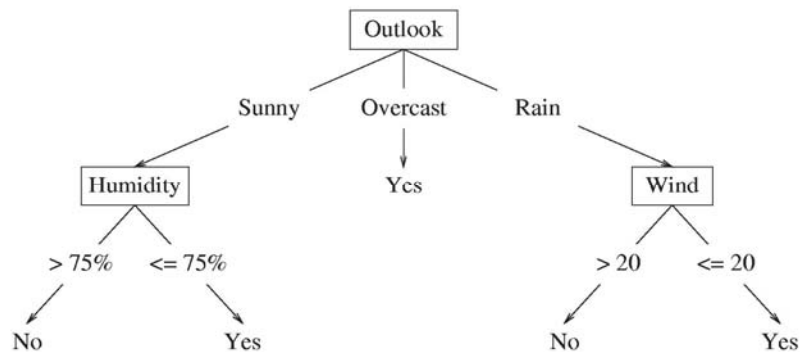 Outlook
Sunny Overcast Rain
Humidity Ycs Wind
> 75% <= 75% > 20 <= 20
No Yes No Yes